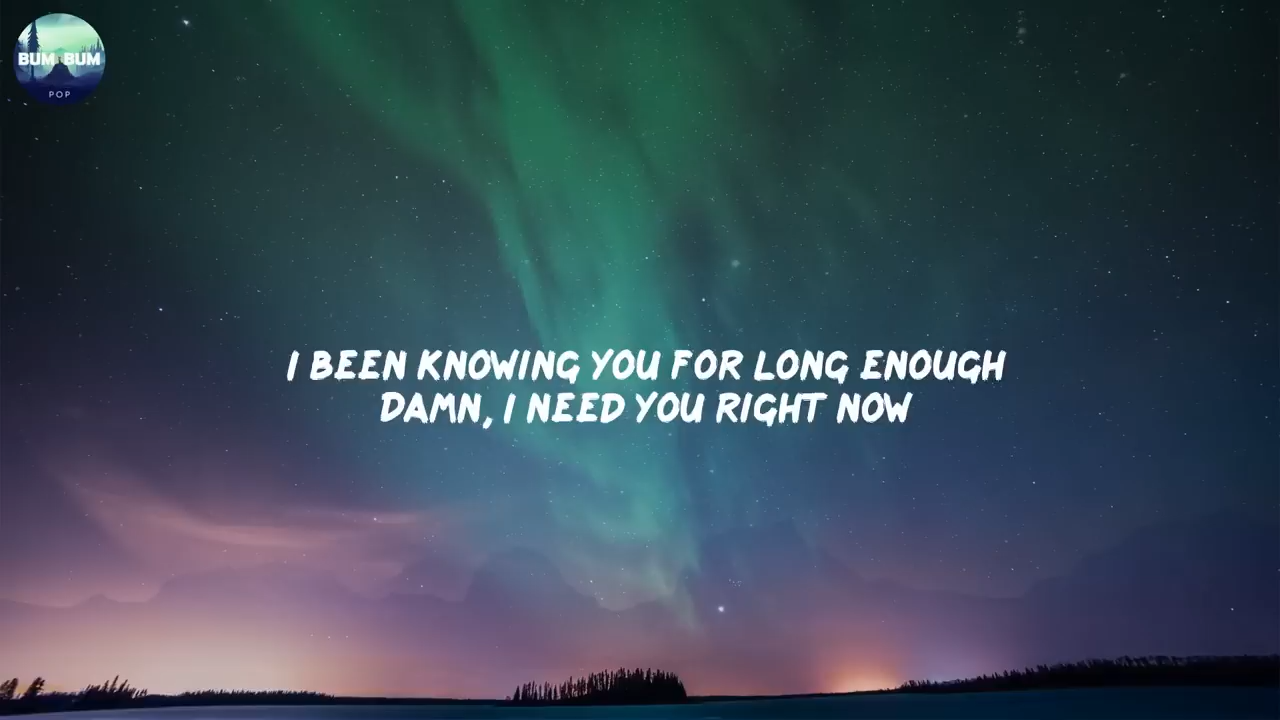 BUM BUM
POP
I BEEN KNOWING YOU FOR LONG ENOUGH
DAMN, I NEED YOU RIGHT NOW